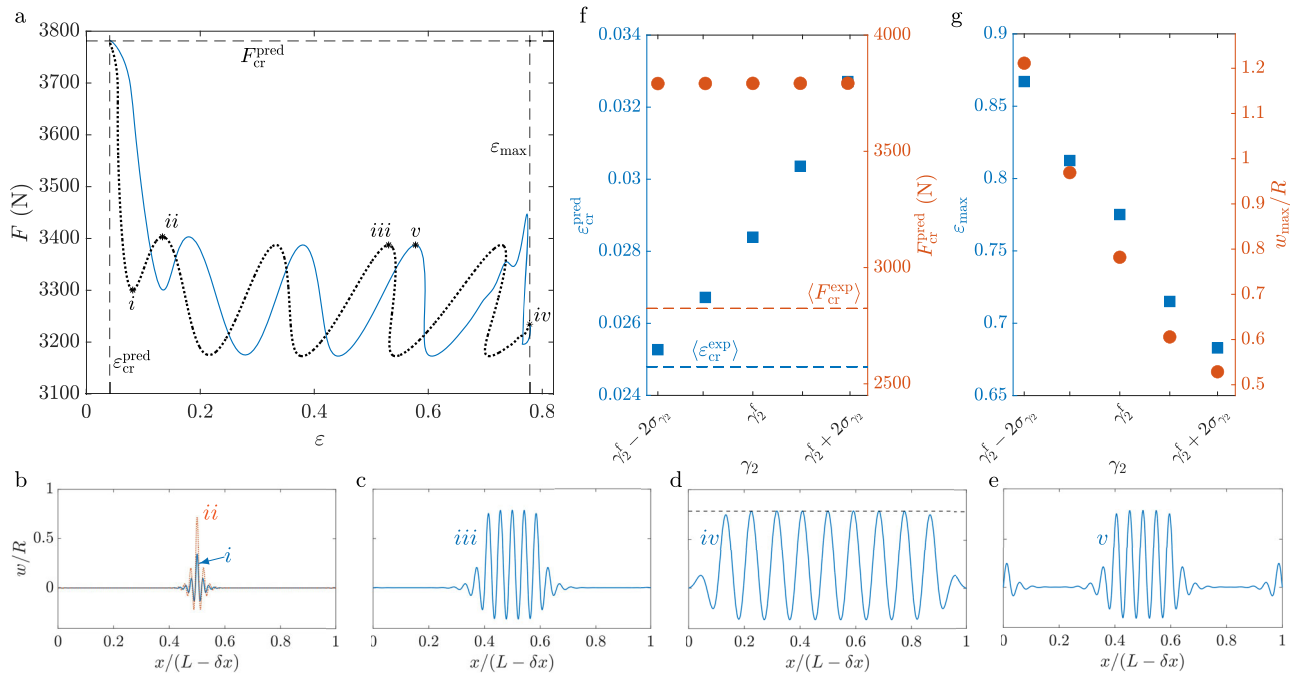 a
3800
3700
3600
3500
3400
3300
3200
3100
F (N)
0
0.2
0.4
0.6
0.8
ε
F_cr^pred
ε_max
ε_cr^pred
i
ii
iii
v
iv
f
0.034
0.032
0.03
0.028
0.026
0.024
ε_cr^pred
4000
3500
3000
2500
F_cr^pred (N)
⟨F_cr^exp⟩
⟨ε_cr^exp⟩
γ_2^f − 2σ_γ2
γ_2^f
γ_2^f + 2σ_γ2
γ_2
g
0.9
0.85
0.8
0.75
0.7
0.65
ε_max
1.2
1.1
1
0.9
0.8
0.7
0.6
0.5
w_max/R
γ_2^f − 2σ_γ2
γ_2^f
γ_2^f + 2σ_γ2
γ_2
b
1
0.5
0
w/R
ii
i
0
0.2
0.4
0.6
0.8
1
x/(L − δx)
c
iii
0
0.2
0.4
0.6
0.8
1
x/(L − δx)
d
iv
0
0.2
0.4
0.6
0.8
1
x/(L − δx)
e
v
0
0.2
0.4
0.6
0.8
1
x/(L − δx)